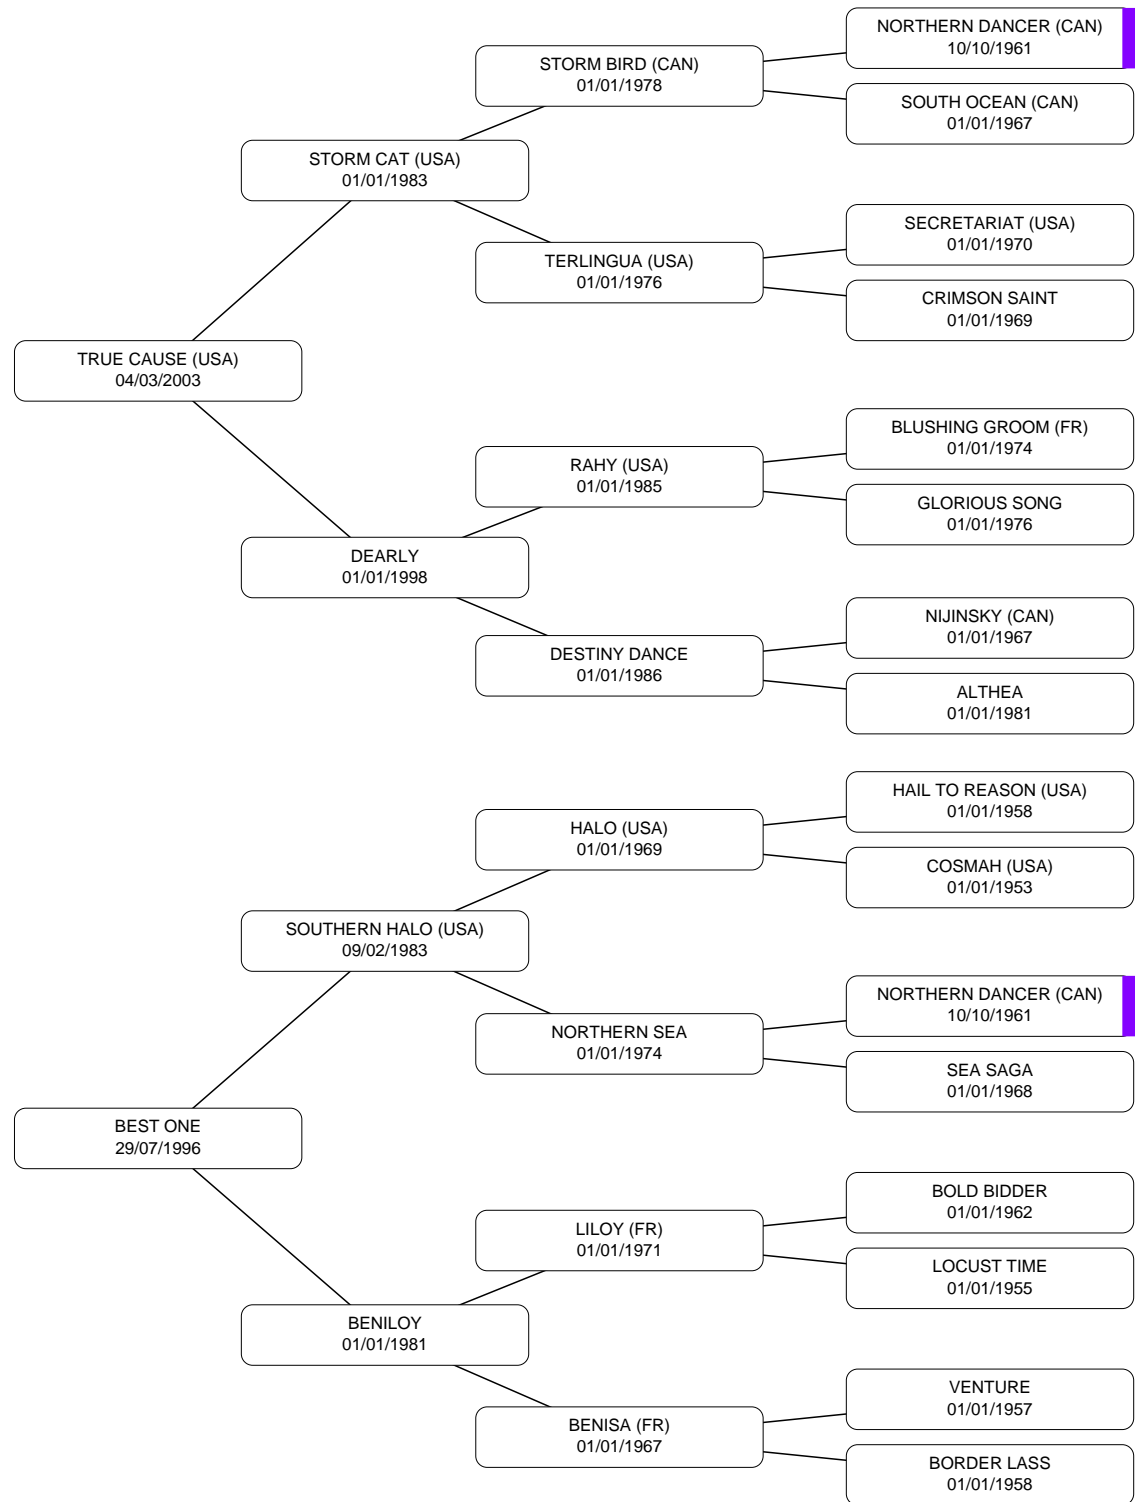 NORTHERN DANCER (CAN)
10/10/1961
STORM BIRD (CAN)
01/01/1978
SOUTH OCEAN (CAN)
01/01/1967
STORM CAT (USA)
01/01/1983
SECRETARIAT (USA)
01/01/1970
TERLINGUA (USA)
01/01/1976
CRIMSON SAINT
01/01/1969
TRUE CAUSE (USA)
04/03/2003
BLUSHING GROOM (FR)
01/01/1974
RAHY (USA)
01/01/1985
GLORIOUS SONG
01/01/1976
DEARLY
01/01/1998
NIJINSKY (CAN)
01/01/1967
DESTINY DANCE
01/01/1986
ALTHEA
01/01/1981
HAIL TO REASON (USA)
01/01/1958
HALO (USA)
01/01/1969
COSMAH (USA)
01/01/1953
SOUTHERN HALO (USA)
09/02/1983
NORTHERN DANCER (CAN)
10/10/1961
NORTHERN SEA
01/01/1974
SEA SAGA
01/01/1968
BEST ONE
29/07/1996
BOLD BIDDER
01/01/1962
LILOY (FR)
01/01/1971
LOCUST TIME
01/01/1955
BENILOY
01/01/1981
VENTURE
01/01/1957
BENISA (FR)
01/01/1967
BORDER LASS
01/01/1958